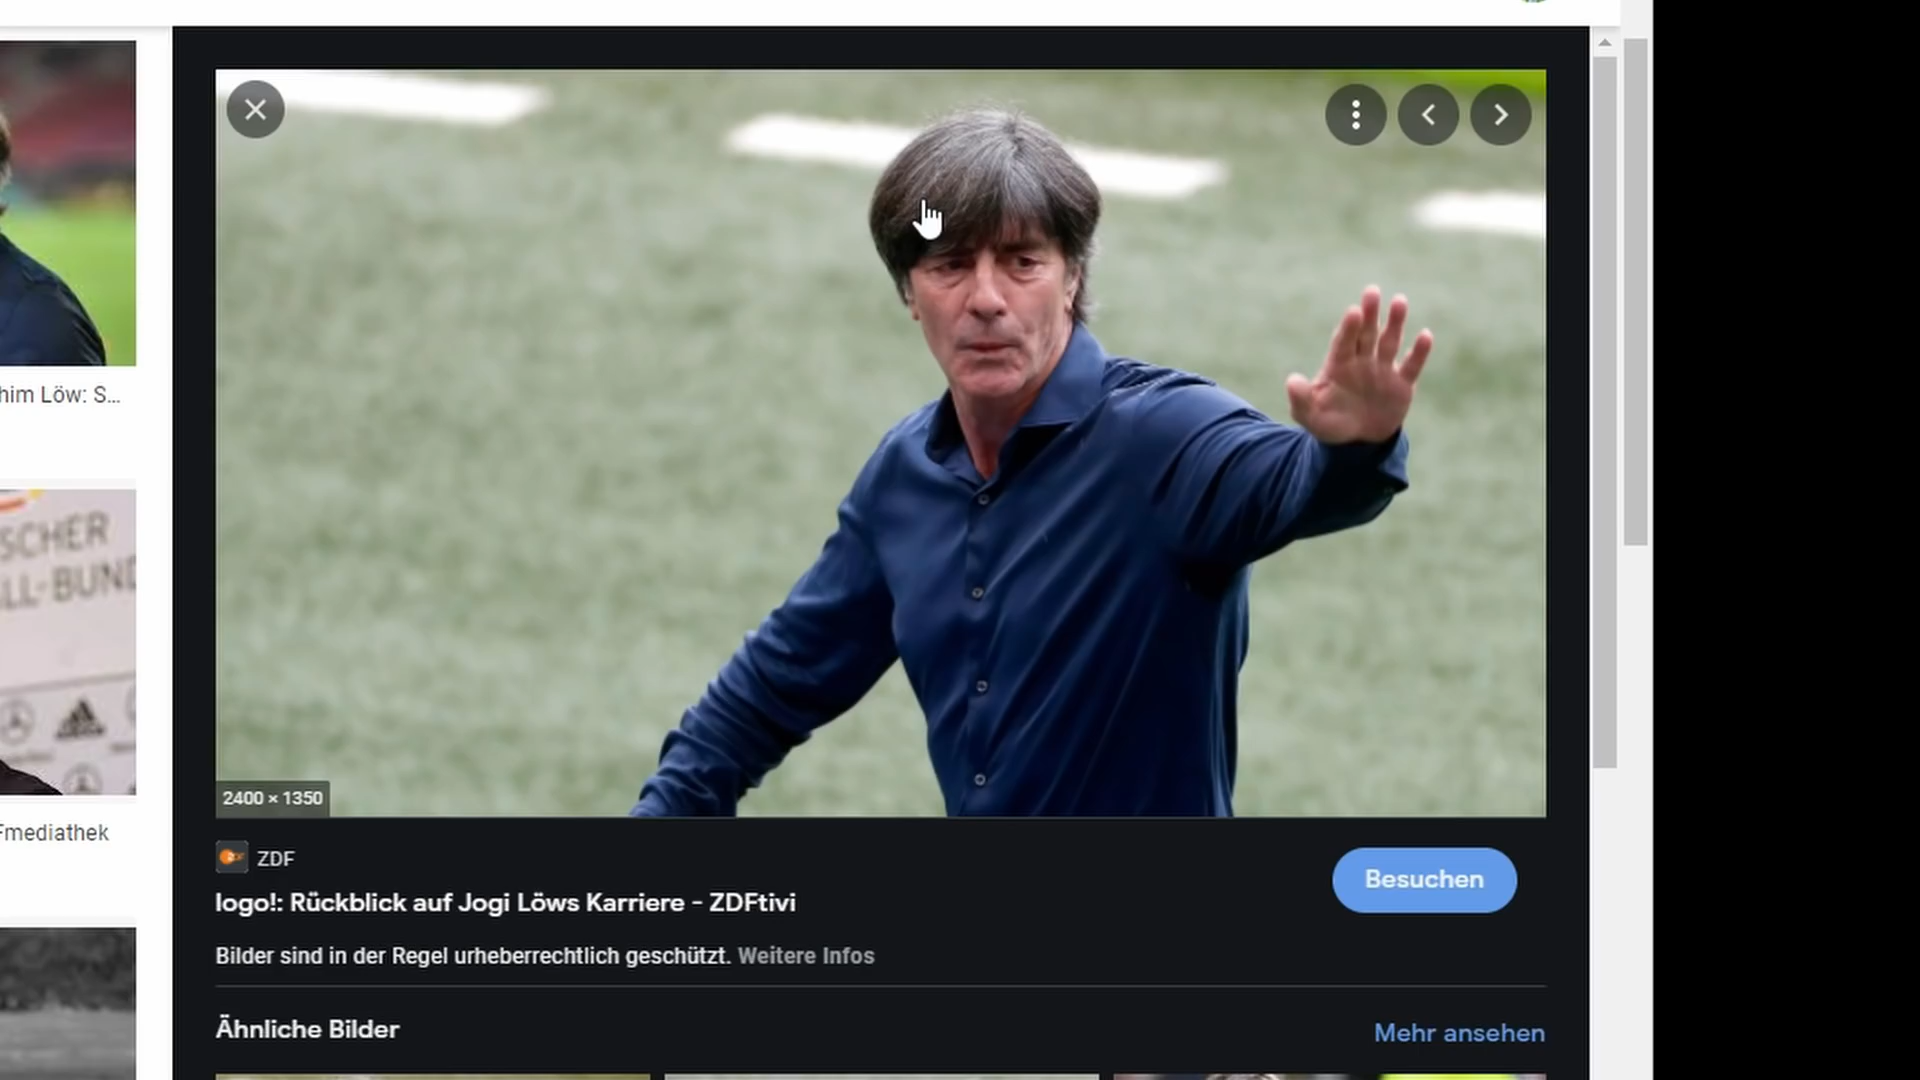 him Löw: S...
SCHER
LL-BUND
Fmediathek
2400 × 1350
ZDF
logo!: Rückblick auf Jogi Löws Karriere - ZDFtivi
Besuchen
Bilder sind in der Regel urheberrechtlich geschützt. Weitere Infos
Ähnliche Bilder
Mehr ansehen